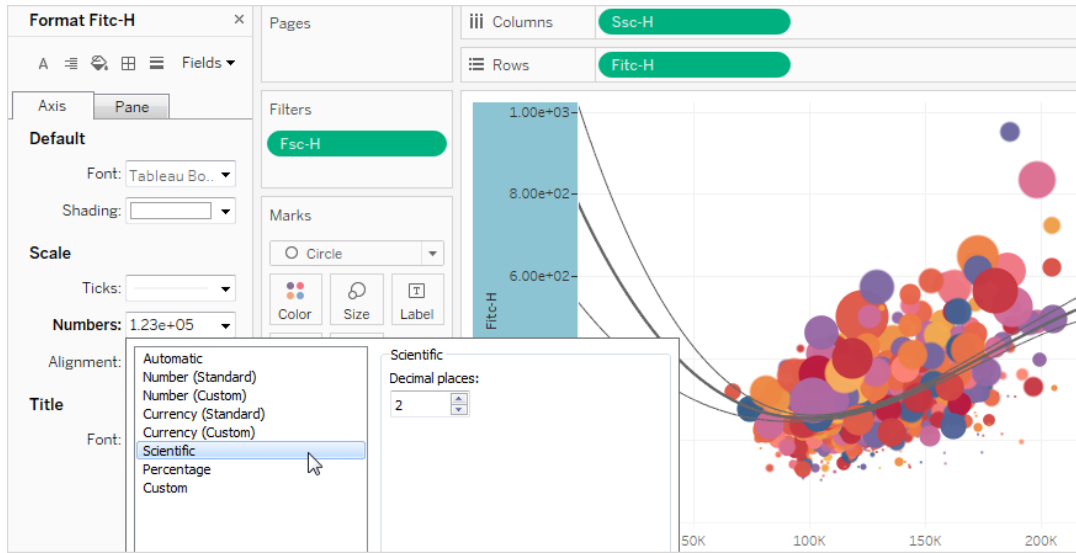 Format Fitc-H ×
A Fields
Axis Pane
Default
Font: Tableau Bo..
Shading:
Scale
Ticks:
Numbers: 1.23e+05
Alignment:
Title
Font:
Automatic
Number (Standard)
Number (Custom)
Currency (Standard)
Currency (Custom)
Scientific
Percentage
Custom
Scientific
Decimal places:
2
Pages
Filters
Fsc-H
Marks
Circle
T
Color Size Label
Columns Ssc-H
Rows Fitc-H
1.00e+03
8.00e+02
6.00e+02
Fitc-H
50K 100K 150K 200K